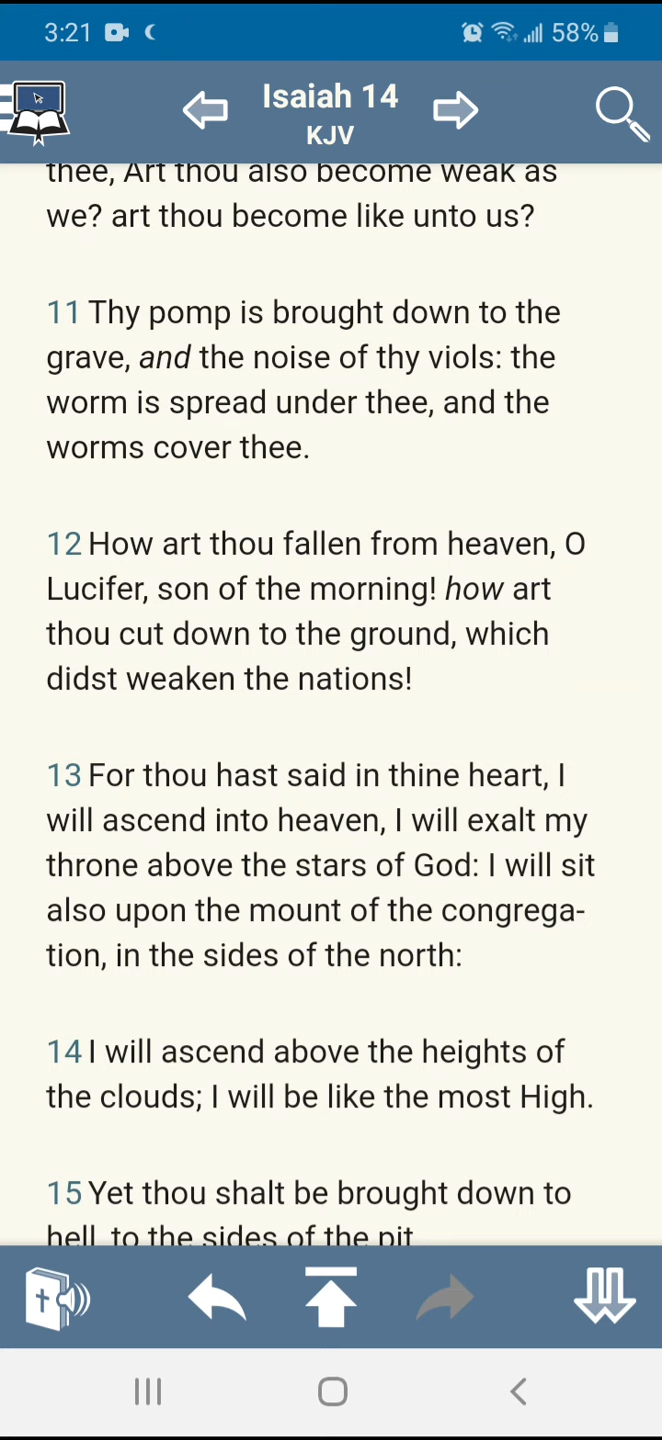 3:21
58%
Isaiah 14
KJV
thee, Art thou also become weak as
we? art thou become like unto us?
11 Thy pomp is brought down to the
grave, and the noise of thy viols: the
worm is spread under thee, and the
worms cover thee.
12 How art thou fallen from heaven, O
Lucifer, son of the morning! how art
thou cut down to the ground, which
didst weaken the nations!
13 For thou hast said in thine heart, I
will ascend into heaven, I will exalt my
throne above the stars of God: I will sit
also upon the mount of the congrega-
tion, in the sides of the north:
14 I will ascend above the heights of
the clouds; I will be like the most High.
15 Yet thou shalt be brought down to
hell, to the sides of the pit.